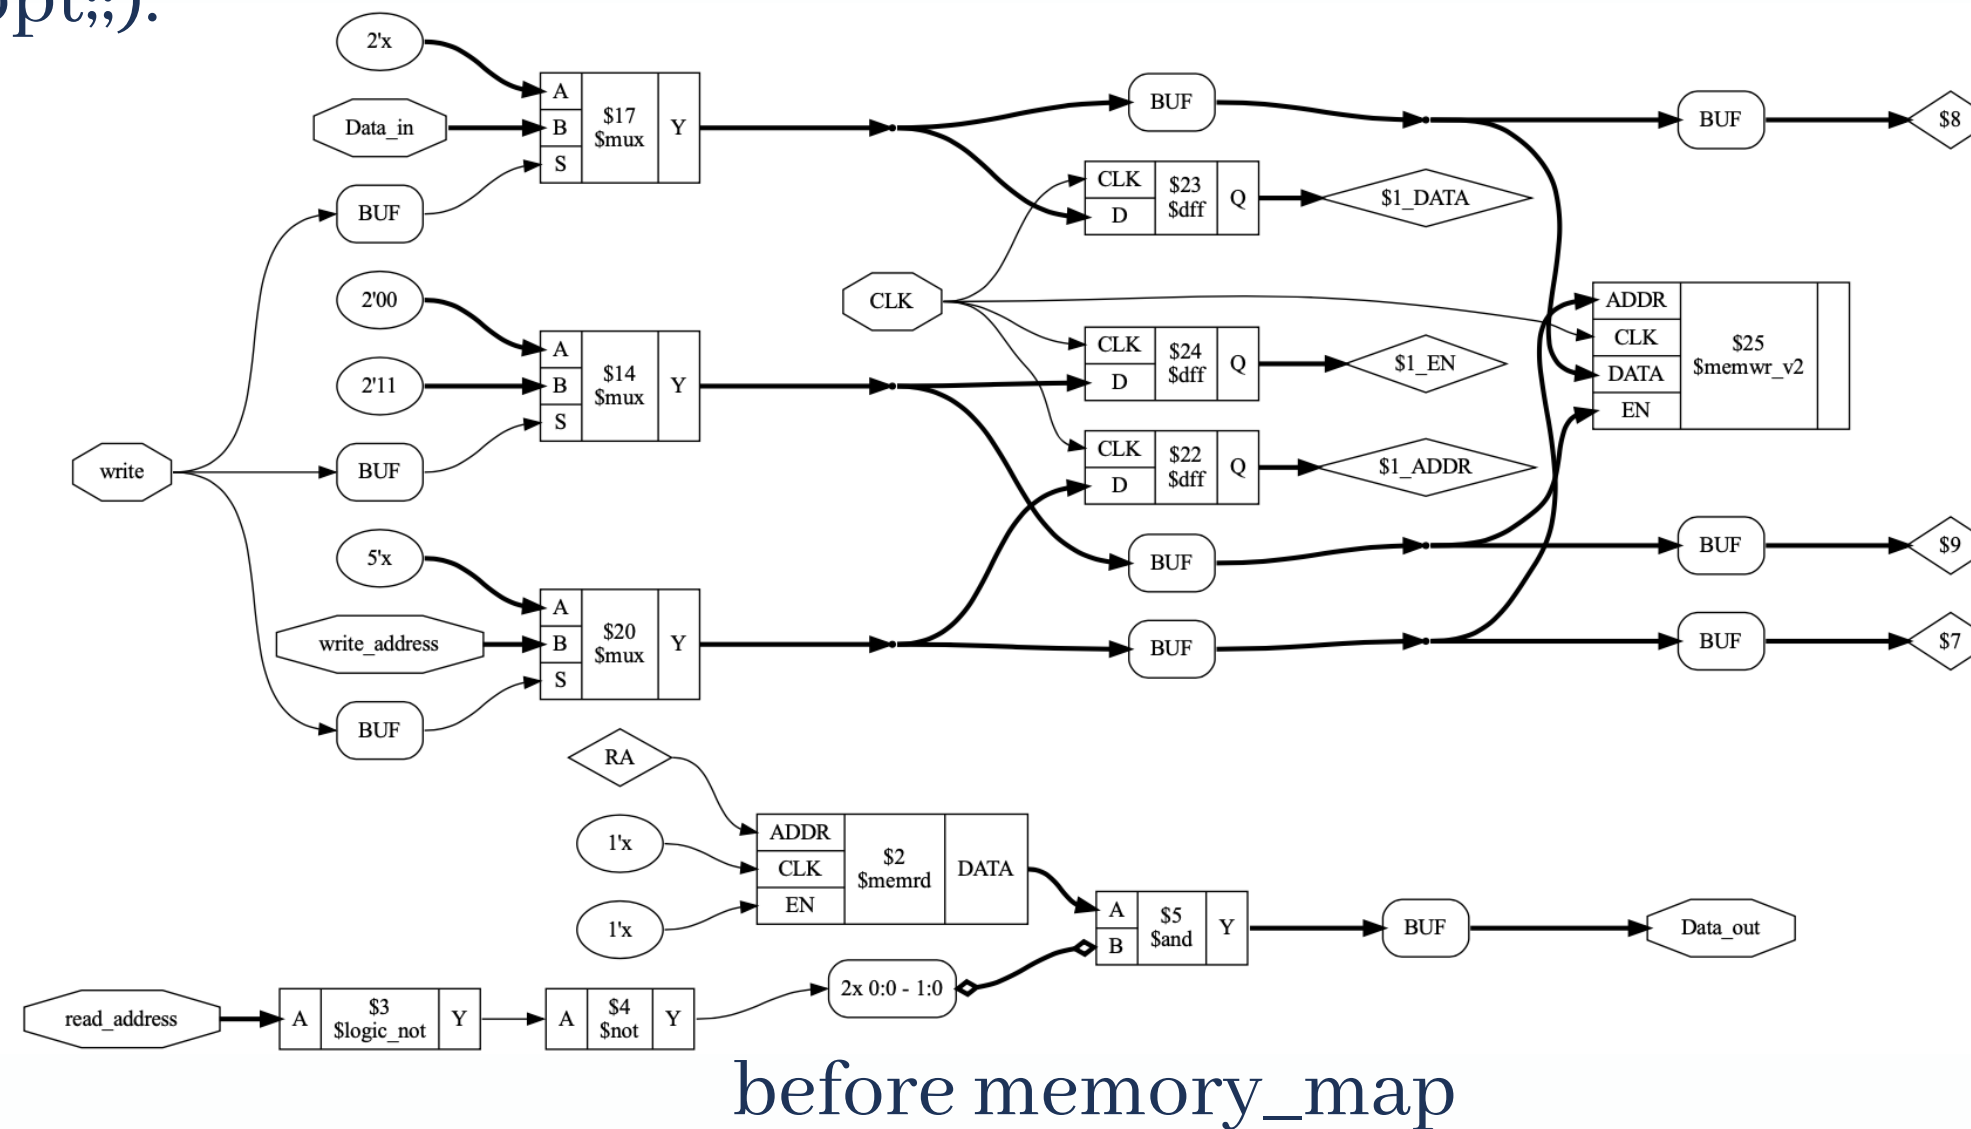 opt;;).
2'x
Data_in
BUF
A
B
S
$17
$mux
Y
BUF
BUF
$8
CLK
D
$23
$dff
Q
$1_DATA
2'00
2'11
BUF
A
B
S
$14
$mux
Y
CLK
CLK
D
$24
$dff
Q
$1_EN
ADDR
CLK
DATA
EN
$25
$memwr_v2
write
CLK
D
$22
$dff
Q
$1_ADDR
5'x
write_address
BUF
A
B
S
$20
$mux
Y
BUF
BUF
$9
BUF
BUF
$7
RA
1'x
1'x
ADDR
CLK
EN
$2
$memrd
DATA
A
B
$5
$and
Y
BUF
Data_out
read_address
A
$3
$logic_not
Y
A
$4
$not
Y
2x 0:0 - 1:0
before memory_map